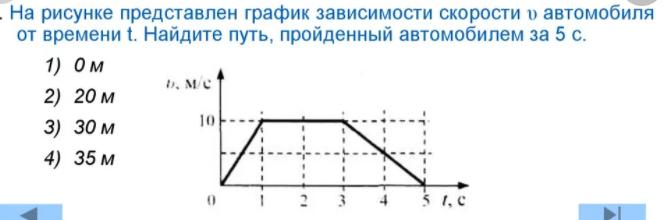 . На рисунке представлен график зависимости скорости υ автомобиля
от времени t. Найдите путь, пройденный автомобилем за 5 с.
1) 0 м
2) 20 м
3) 30 м
4) 35 м
υ, м/с
10
0 1 2 3 4 5 t, с